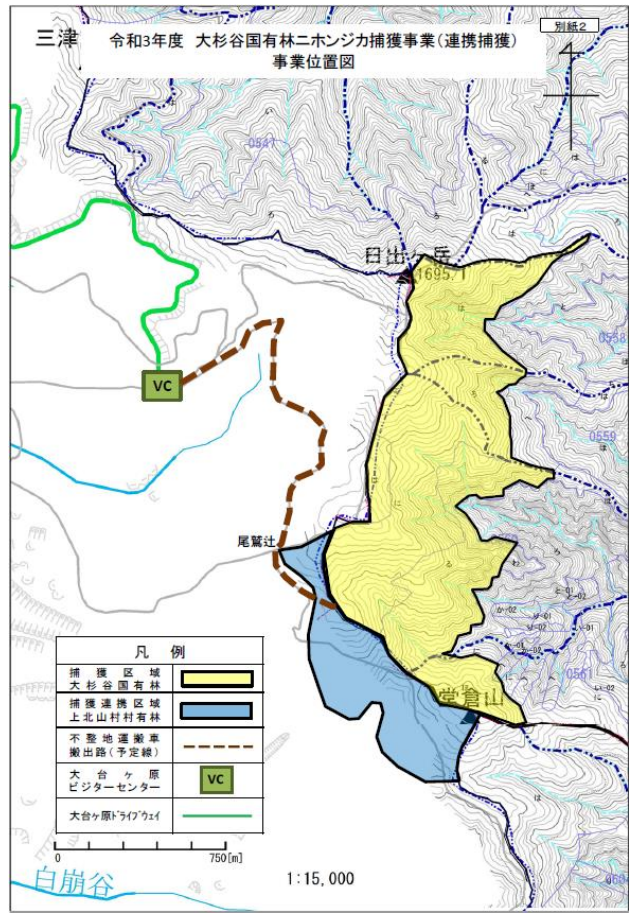 別紙2
三津
令和3年度 大杉谷国有林ニホンジカ捕獲事業(連携捕獲)
事業位置図
0547
日出ヶ岳
1695.1
0558
VC
0559
尾鷲辻
0561
堂倉山
凡 例
捕獲区域
大杉谷国有林
捕獲連携区域
上北山村村有林
不整地運搬車
搬出路(予定線)
大台ヶ原
ビジターセンター
VC
大台ヶ原ドライブウェイ
0 750[m]
1:15,000
白崩谷